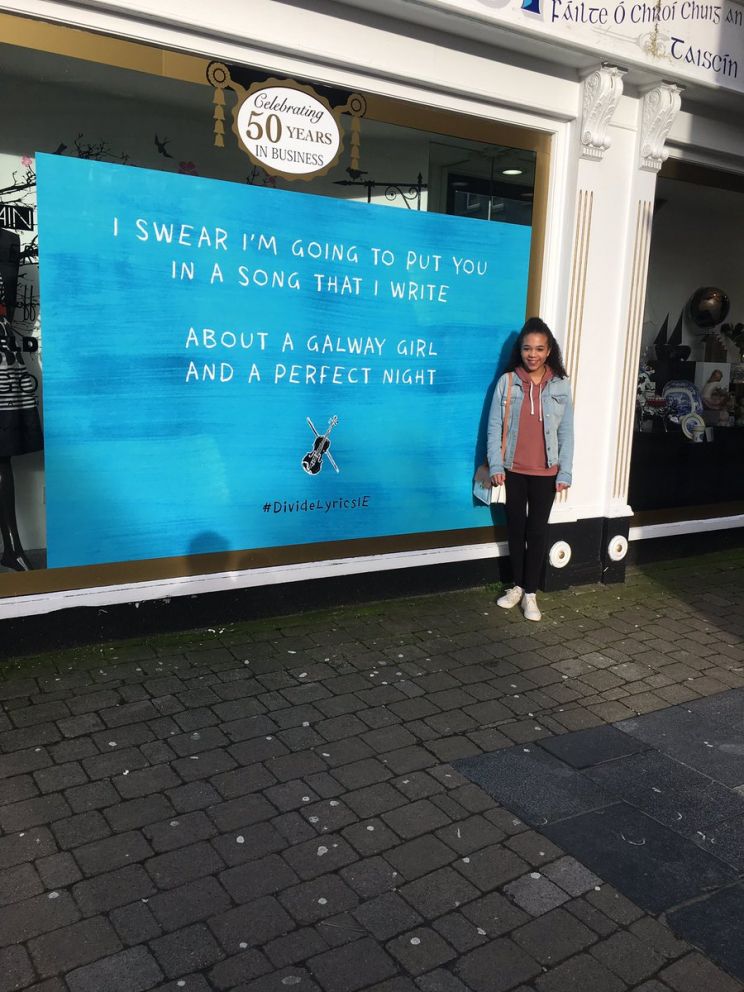 Fáilte Ó Chroí Chuig an
Taiscín
Celebrating
50 YEARS
IN BUSINESS
I SWEAR I'M GOING TO PUT YOU
IN A SONG THAT I WRITE
ABOUT A GALWAY GIRL
AND A PERFECT NIGHT
#DivideLyricsIE